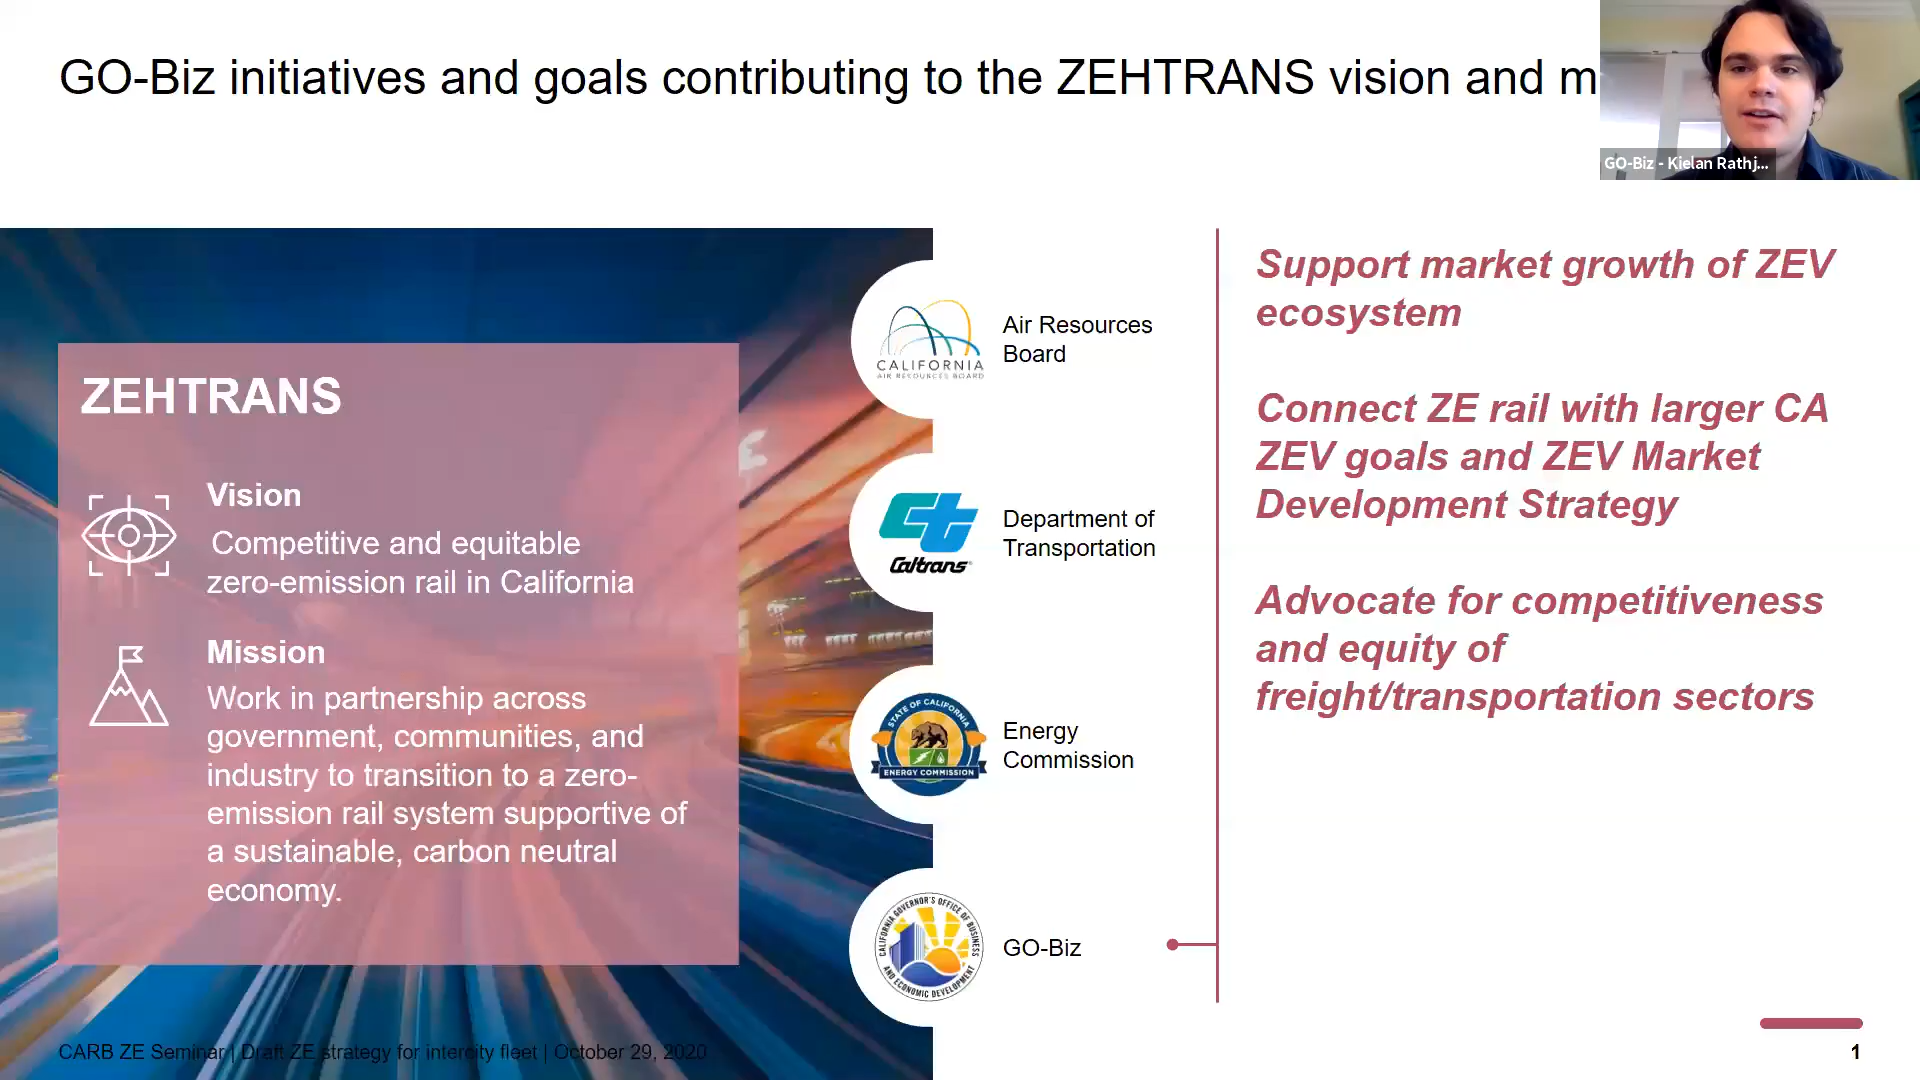 GO-Biz initiatives and goals contributing to the ZEHTRANS vision and m
GO-Biz - Kielan Rathj...
ZEHTRANS
Vision
Competitive and equitable
zero-emission rail in California
Mission
Work in partnership across
government, communities, and
industry to transition to a zero-
emission rail system supportive of
a sustainable, carbon neutral
economy.
CALIFORNIA
AIR RESOURCES BOARD
Air Resources
Board
Ct
Caltrans®
Department of
Transportation
STATE OF CALIFORNIA
ENERGY COMMISSION
Energy
Commission
CALIFORNIA GOVERNOR'S OFFICE OF BUSINESS
AND ECONOMIC DEVELOPMENT
GO-Biz
Support market growth of ZEV
ecosystem
Connect ZE rail with larger CA
ZEV goals and ZEV Market
Development Strategy
Advocate for competitiveness
and equity of
freight/transportation sectors
CARB ZE Seminar | Draft ZE strategy for intercity fleet | October 29, 2020
1